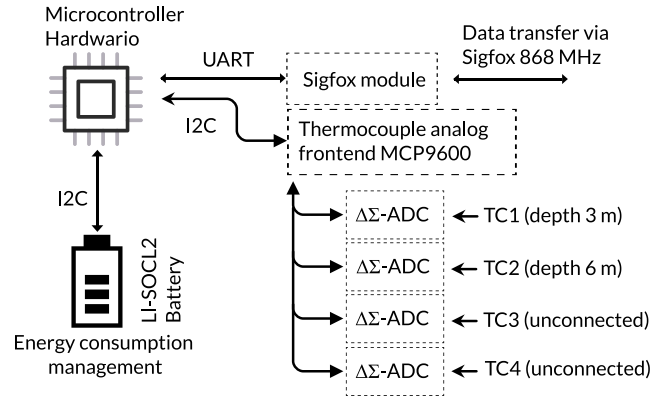 Microcontroller
Hardwario
UART
Sigfox module
Data transfer via
Sigfox 868 MHz
I2C
Thermocouple analog
frontend MCP9600
I2C
LI-SOCL2
Battery
Energy consumption
management
ΔΣ-ADC
TC1 (depth 3 m)
ΔΣ-ADC
TC2 (depth 6 m)
ΔΣ-ADC
TC3 (unconnected)
ΔΣ-ADC
TC4 (unconnected)